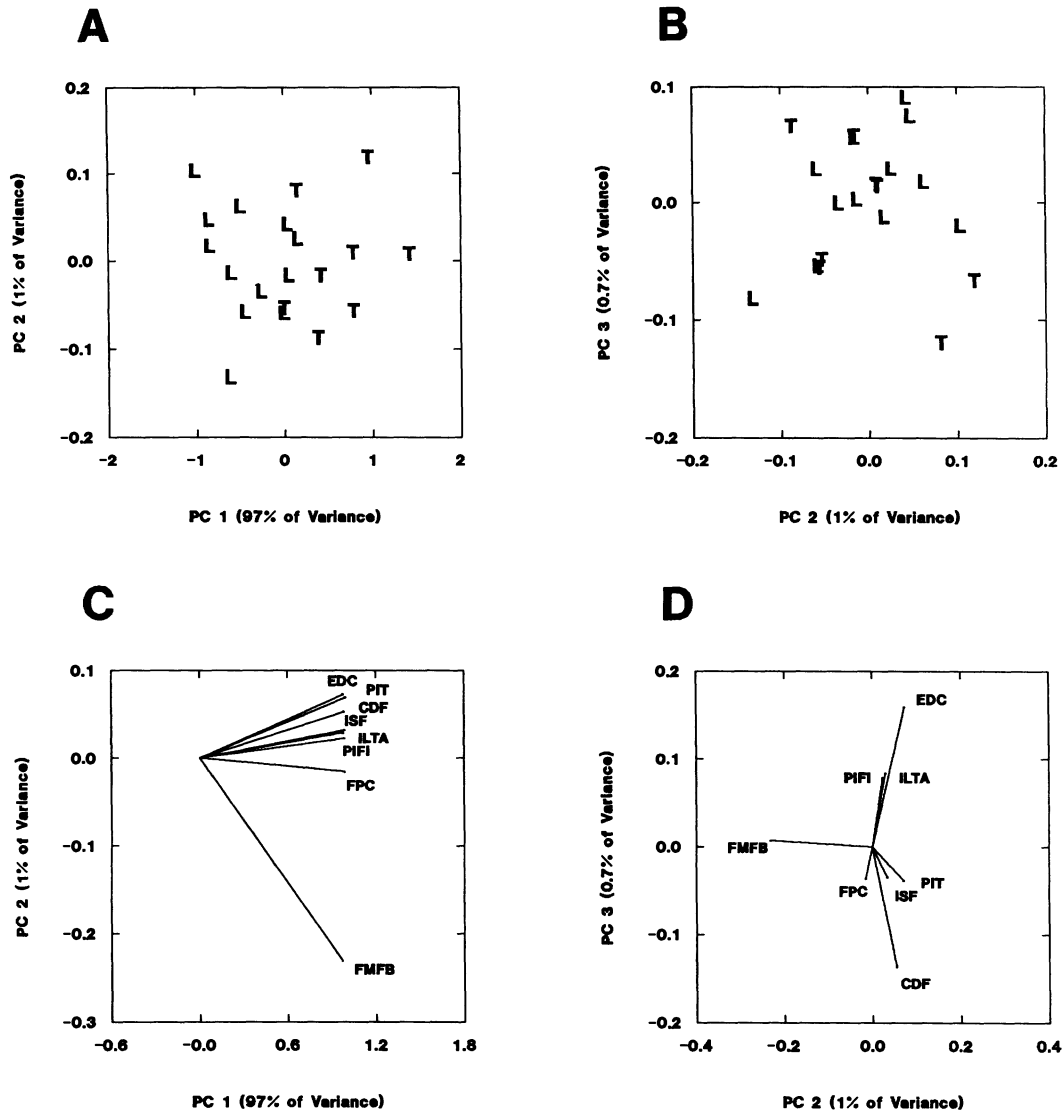 A
B
0.2
0.1
0.0
-0.1
-0.2
PC 2 (1% of Variance)
L
T
T
L
L
L
L
L
T
T
L
L
L
T
L
L
T
L
T
T
L
-2
-1
0
1
2
PC 1 (97% of Variance)
0.1
0.0
-0.1
-0.2
PC 3 (0.7% of Variance)
L
L
T
T
L
L
L
T
L
L
L
L
T
T
L
T
-0.2
-0.1
0.0
0.1
0.2
PC 2 (1% of Variance)
C
D
0.1
0.0
-0.1
-0.2
-0.3
PC 2 (1% of Variance)
EDC
PIT
CDF
ISF
ILTA
PIFI
FPC
FMFB
-0.6
-0.0
0.6
1.2
1.8
PC 1 (97% of Variance)
0.2
0.1
0.0
-0.1
-0.2
PC 3 (0.7% of Variance)
EDC
PIFI
ILTA
FMFB
PIT
FPC
ISF
CDF
-0.4
-0.2
0.0
0.2
0.4
PC 2 (1% of Variance)